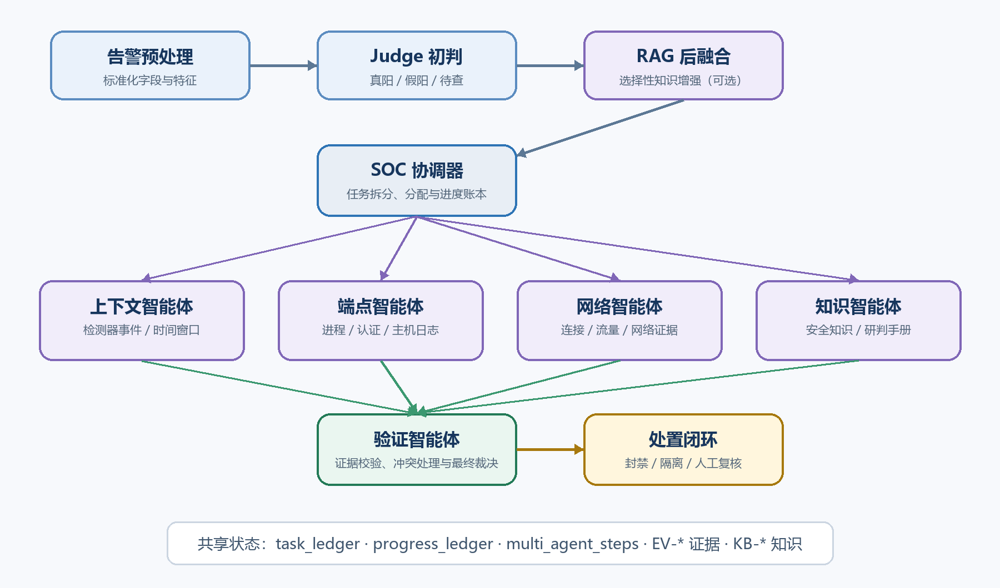 告警预处理
标准化字段与特征
Judge 初判
真阳 / 假阳 / 待查
RAG 后融合
选择性知识增强（可选）
SOC 协调器
任务拆分、分配与进度账本
上下文智能体
检测器事件 / 时间窗口
端点智能体
进程 / 认证 / 主机日志
网络智能体
连接 / 流量 / 网络证据
知识智能体
安全知识 / 研判手册
验证智能体
证据校验、冲突处理与最终裁决
处置闭环
封禁 / 隔离 / 人工复核
共享状态：task_ledger · progress_ledger · multi_agent_steps · EV-* 证据 · KB-* 知识